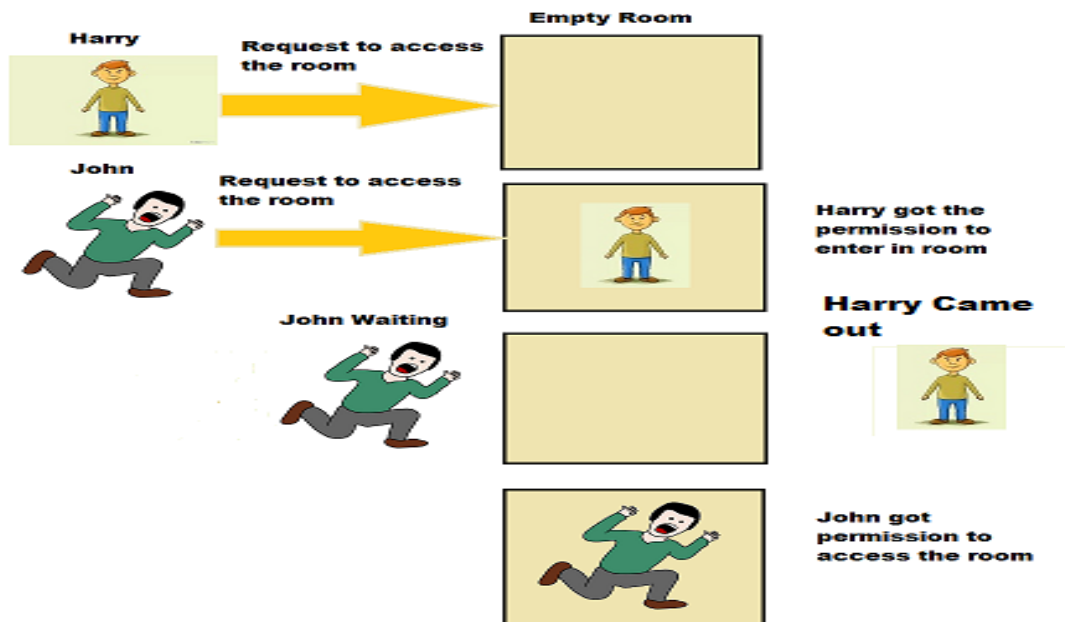 Empty Room
Harry
Request to access
the room
John
Request to access
the room
Harry got the
permission to
enter in room
Harry Came
out
John Waiting
John got
permission to
access the room